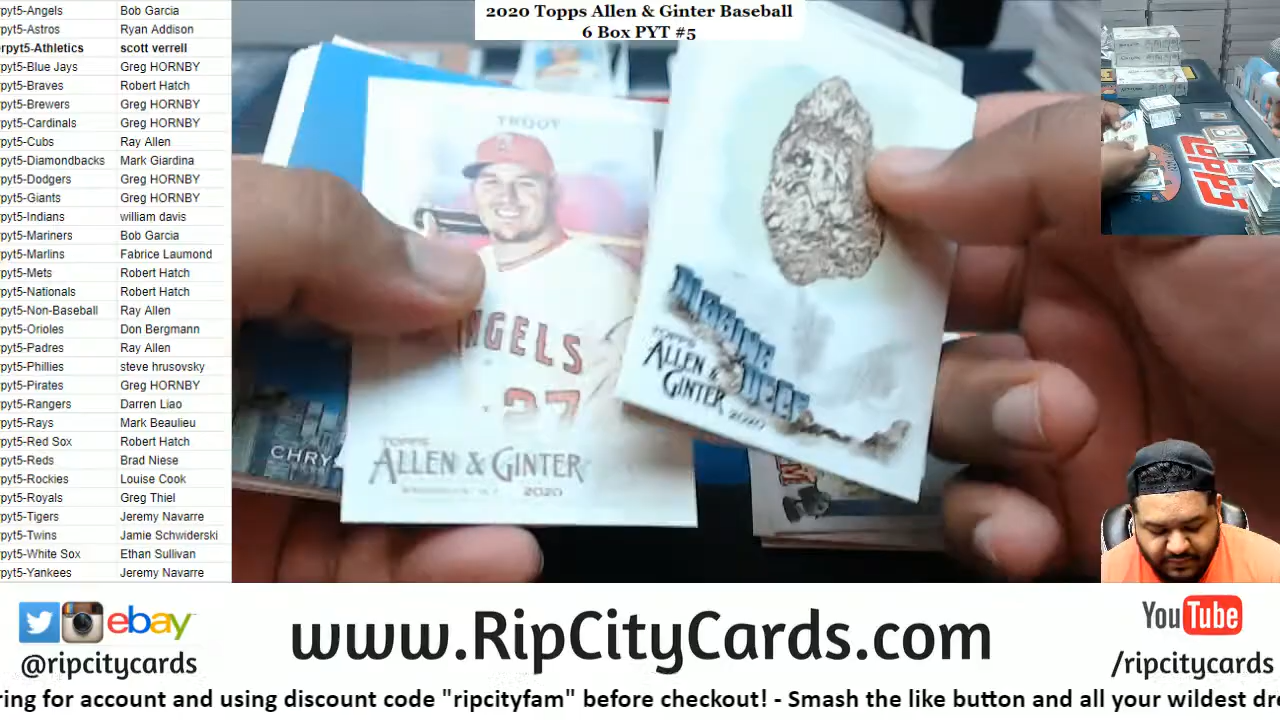 pyt5-Angels Bob Garcia
pyt5-Astros Ryan Addison
rpyt5-Athletics scott verrell
pyt5-Blue Jays Greg HORNBY
pyt5-Braves Robert Hatch
pyt5-Brewers Greg HORNBY
pyt5-Cardinals Greg HORNBY
pyt5-Cubs Ray Allen
pyt5-Diamondbacks Mark Giardina
pyt5-Dodgers Greg HORNBY
pyt5-Giants Greg HORNBY
pyt5-Indians william davis
pyt5-Mariners Bob Garcia
pyt5-Marlins Fabrice Laumond
pyt5-Mets Robert Hatch
pyt5-Nationals Robert Hatch
pyt5-Non-Baseball Ray Allen
pyt5-Orioles Don Bergmann
pyt5-Padres Ray Allen
pyt5-Phillies steve hrusovsky
pyt5-Pirates Greg HORNBY
pyt5-Rangers Darren Liao
pyt5-Rays Mark Beaulieu
pyt5-Red Sox Robert Hatch
pyt5-Reds Brad Niese
pyt5-Rockies Louise Cook
pyt5-Royals Greg Thiel
pyt5-Tigers Jeremy Navarre
pyt5-Twins Jamie Schwiderski
pyt5-White Sox Ethan Sullivan
pyt5-Yankees Jeremy Navarre
2020 Topps Allen & Ginter Baseball
6 Box PYT #5
TROUT
ANGELS
27
TOPPS
ALLEN & GINTER
2020
CHRY
TOPPS
ALLEN &
GINTER 2020
TOPPS
ebay
@ripcitycards
www.RipCityCards.com
YouTube
/ripcitycards
ring for account and using discount code "ripcityfam" before checkout! - Smash the like button and all your wildest dre